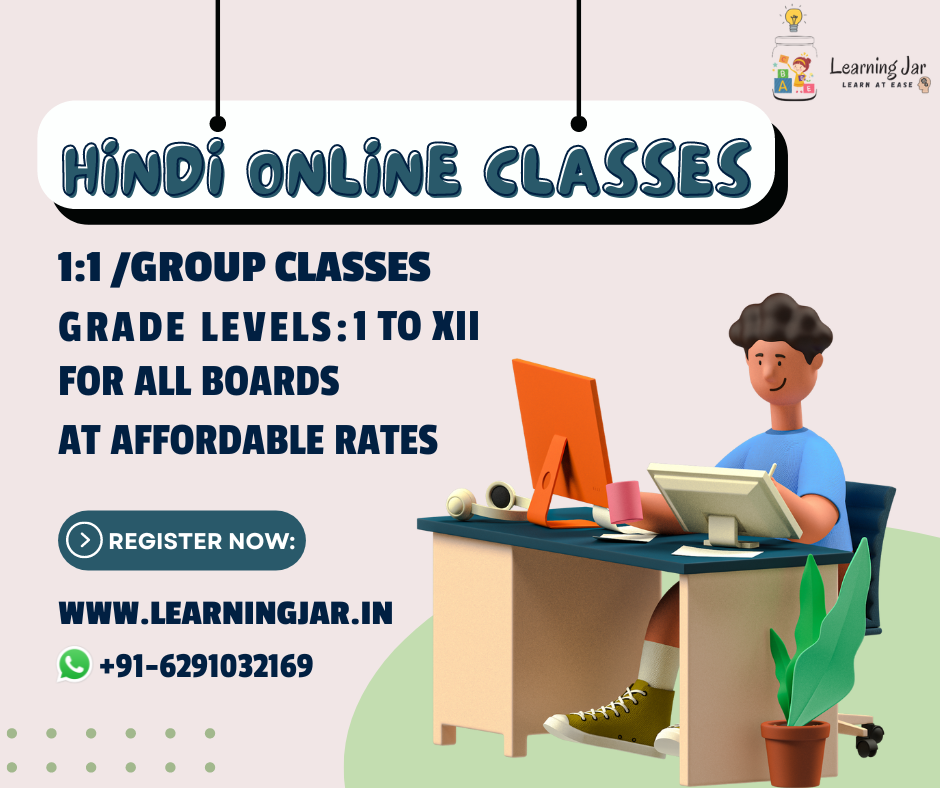 Learning Jar
LEARN AT EASE
HiNDi ONLiNE CLASSES
1:1 /GROUP CLASSES
GRADE LEVELS:1 TO XII
FOR ALL BOARDS
AT AFFORDABLE RATES
REGISTER NOW:
WWW.LEARNINGJAR.IN
+91-6291032169